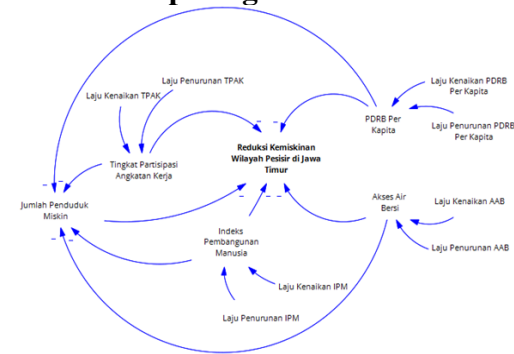 Laju Penurunan TPAK
Laju Kenaikan TPAK
Laju Kenaikan PDRB
Per Kapita
PDRB Per
Kapita
Laju Penurunan PDRB
Per Kapita
Reduksi Kemiskinan
Wilayah Pesisir di Jawa
Timur
Tingkat Partisipasi
Angkatan Kerja
Jumlah Penduduk
Miskin
Akses Air
Bersi
Laju Kenaikan AAB
Indeks
Pembangunan
Manusia
Laju Penurunan AAB
Laju Kenaikan IPM
Laju Penurunan IPM